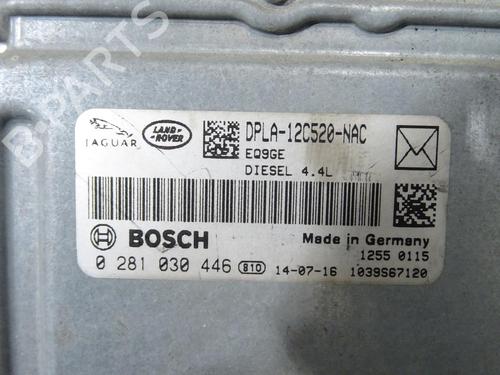 B-PARTS
JAGUAR
LAND ROVER
DPLA-12C520-NAC
EQ9GE
DIESEL 4.4L
BOSCH
Made in Germany
1255 0115
0 281 030 446 810 14-07-16 1039S67120